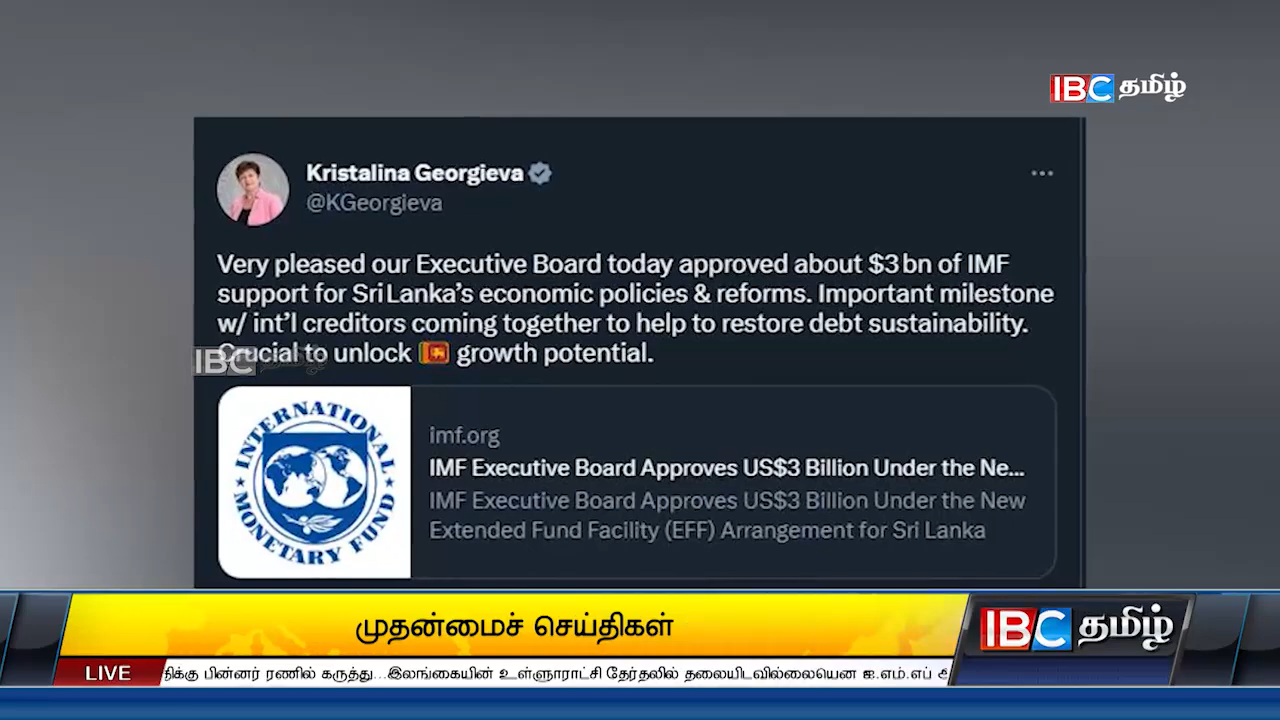 IBC தமிழ்
Kristalina Georgieva
@KGeorgieva
Very pleased our Executive Board today approved about $3bn of IMF
support for Sri Lanka's economic policies & reforms. Important milestone
w/ int'l creditors coming together to help to restore debt sustainability.
Crucial to unlock 🇱🇰 growth potential.
IBC தமிழ்
INTERNATIONAL MONETARY FUND
imf.org
IMF Executive Board Approves US$3 Billion Under the Ne...
IMF Executive Board Approves US$3 Billion Under the New
Extended Fund Facility (EFF) Arrangement for Sri Lanka
முதன்மைச் செய்திகள்
IBC தமிழ்
LIVE
பின்னர் ரணில் கருத்து...இலங்கையின் உள்ளூராட்சி தேர்தலில் தலையிடவில்லையென ஐ.எம்.எப்